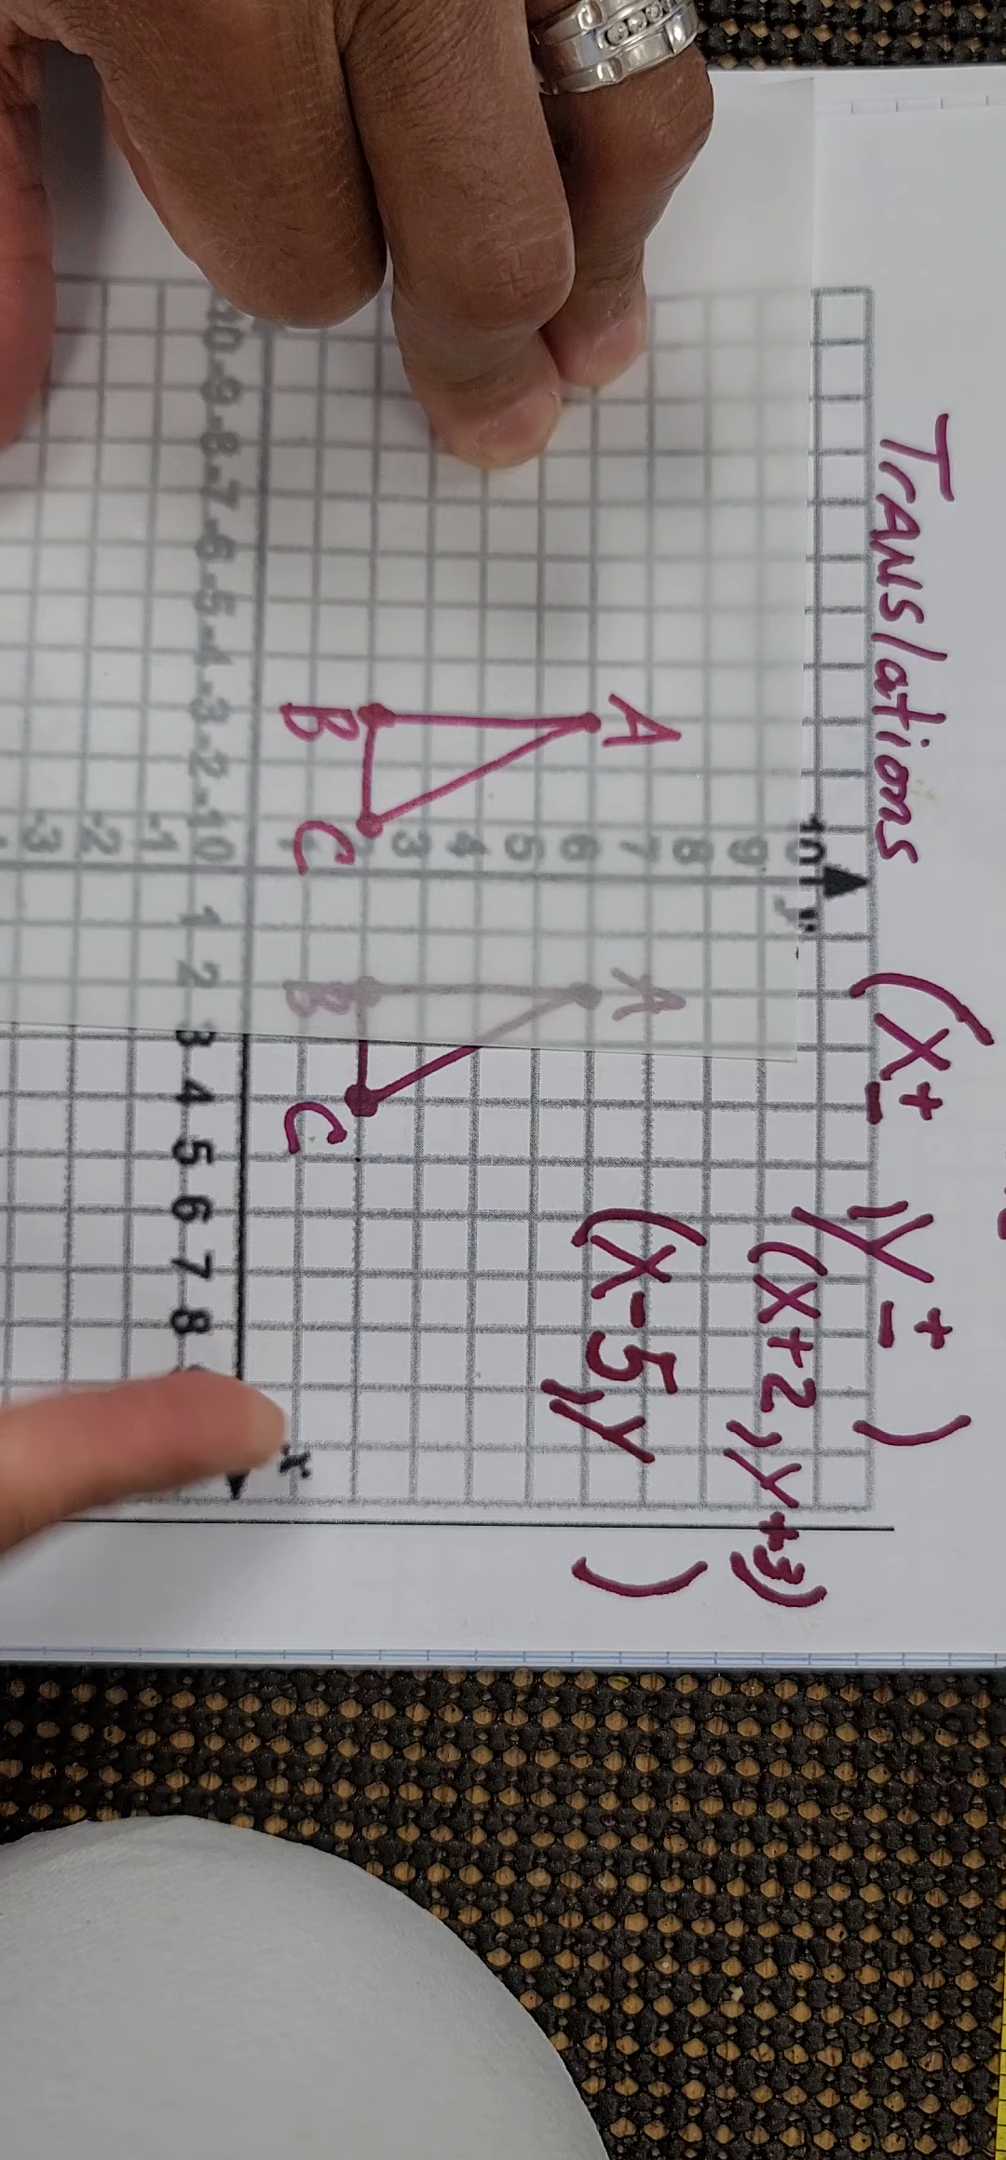 Translations
(x ± y ± )
(x+2, y+3)
(x-5, y )
10 y
9
8
7
6
5
4
3
A A
B C B C
-10 -9 -8 -7 -6 -5 -4 -3 -2 -1 0 1 2 3 4 5 6 7 8 x
-1
-2
-3